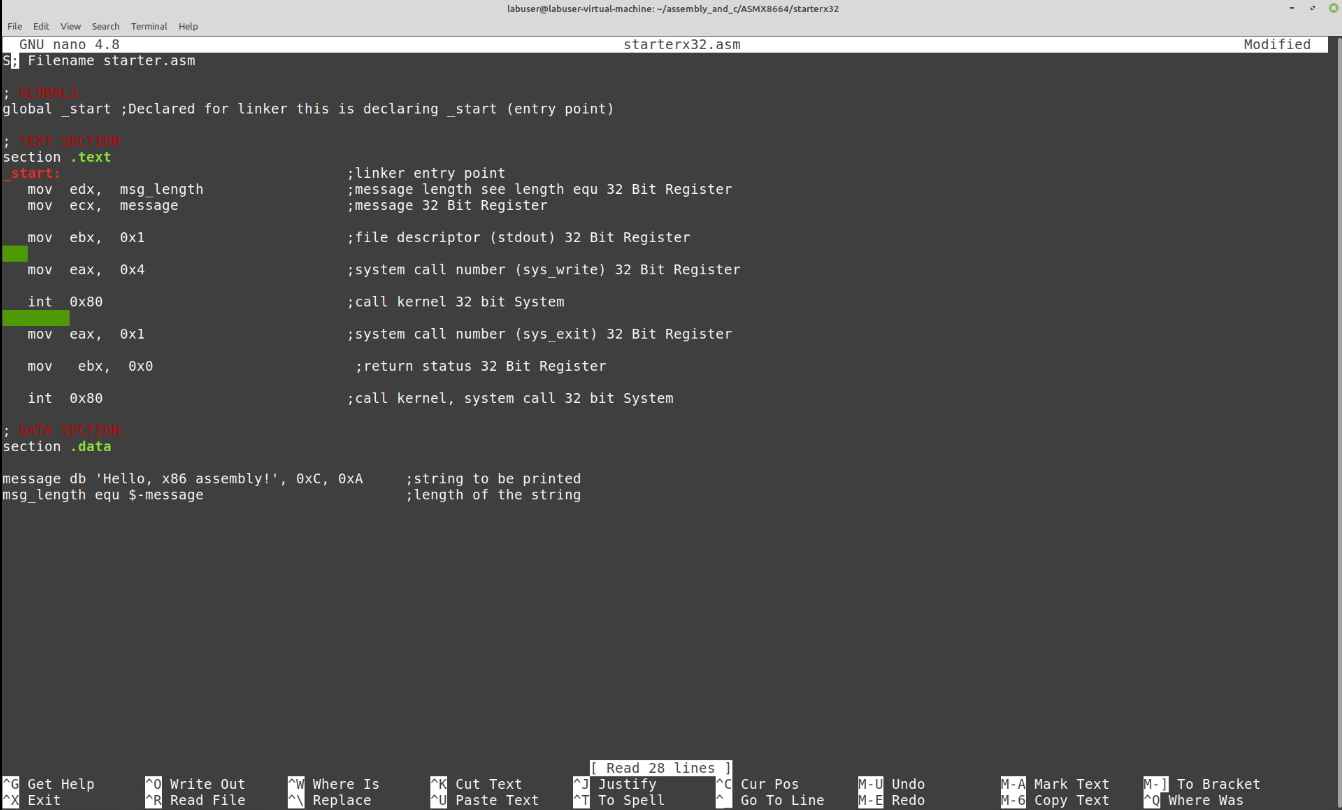 labuser@labuser-virtual-machine: ~/assembly_and_c/ASMX8664/starterx32
File Edit View Search Terminal Help
GNU nano 4.8 starterx32.asm Modified
S; Filename starter.asm
; GLOBALS
global _start ;Declared for linker this is declaring _start (entry point)
; TEXT SECTION
section .text
_start: ;linker entry point
mov edx, msg_length ;message length see length equ 32 Bit Register
mov ecx, message ;message 32 Bit Register
mov ebx, 0x1 ;file descriptor (stdout) 32 Bit Register
mov eax, 0x4 ;system call number (sys_write) 32 Bit Register
int 0x80 ;call kernel 32 bit System
mov eax, 0x1 ;system call number (sys_exit) 32 Bit Register
mov ebx, 0x0 ;return status 32 Bit Register
int 0x80 ;call kernel, system call 32 bit System
; DATA SECTION
section .data
message db 'Hello, x86 assembly!', 0xC, 0xA ;string to be printed
msg_length equ $-message ;length of the string
[ Read 28 lines ]
^G Get Help ^O Write Out ^W Where Is ^K Cut Text ^J Justify ^C Cur Pos M-U Undo M-A Mark Text M-] To Bracket
^X Exit ^R Read File ^\ Replace ^U Paste Text ^T To Spell ^_ Go To Line M-E Redo M-6 Copy Text ^Q Where Was